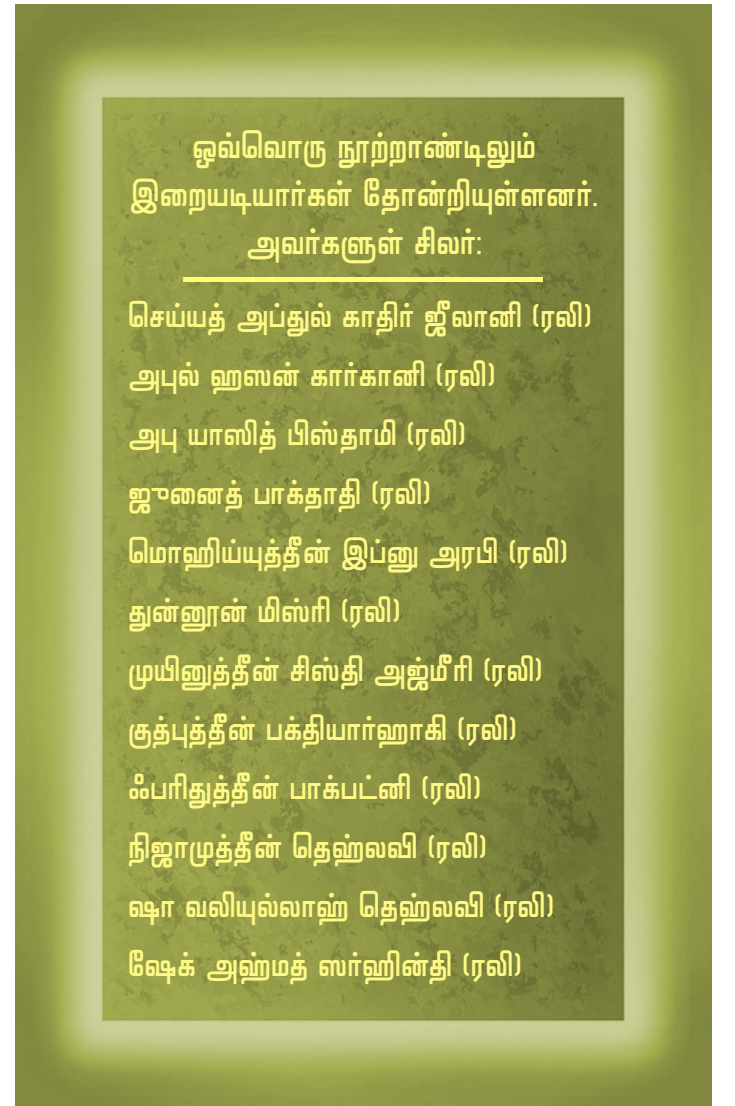 ஒவ்வொரு நூற்றாண்டிலும்
இறையடியார்கள் தோன்றியுள்ளனர்.
அவர்களுள் சிலர்:
செய்யத் அப்துல் காதிர் ஜீலானி (ரலி)
அபுல் ஹஸன் கார்கானி (ரலி)
அபு யாஸித் பிஸ்தாமி (ரலி)
ஜுனைத் பாக்தாதி (ரலி)
மொஹிய்யுத்தீன் இப்னு அரபி (ரலி)
துன்னூன் மிஸ்ரி (ரலி)
முயினுத்தீன் சிஸ்தி அஜ்மீரி (ரலி)
குத்புத்தீன் பக்தியார்ஹாகி (ரலி)
ஃபரிதுத்தீன் பாக்பட்னி (ரலி)
நிஜாமுத்தீன் தெஹ்லவி (ரலி)
ஷா வலியுல்லாஹ் தெஹ்லவி (ரலி)
ஷேக் அஹ்மத் ஸர்ஹின்தி (ரலி)